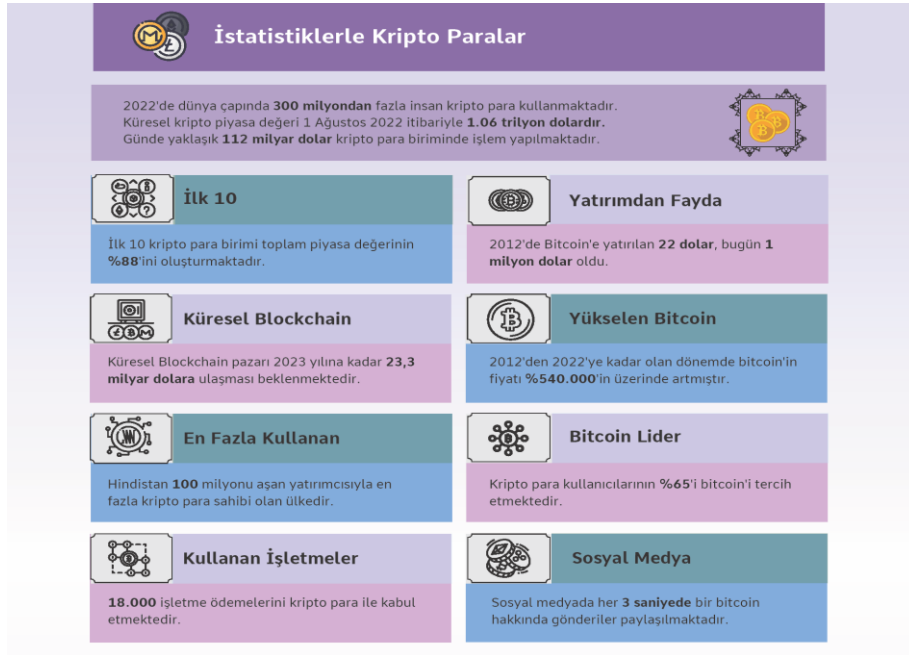 İstatistiklerle Kripto Paralar
2022'de dünya çapında 300 milyondan fazla insan kripto para kullanmaktadır.
Küresel kripto piyasa değeri 1 Ağustos 2022 itibariyle 1.06 trilyon dolardır.
Günde yaklaşık 112 milyar dolar kripto para biriminde işlem yapılmaktadır.
İlk 10
İlk 10 kripto para birimi toplam piyasa değerinin
%88'ini oluşturmaktadır.
Yatırımdan Fayda
2012'de Bitcoin'e yatırılan 22 dolar, bugün 1
milyon dolar oldu.
Küresel Blockchain
Küresel Blockchain pazarı 2023 yılına kadar 23,3
milyar dolara ulaşması beklenmektedir.
Yükselen Bitcoin
2012'den 2022'ye kadar olan dönemde bitcoin'in
fiyatı %540.000'in üzerinde artmıştır.
En Fazla Kullanan
Hindistan 100 milyonu aşan yatırımcısıyla en
fazla kripto para sahibi olan ülkedir.
Bitcoin Lider
Kripto para kullanıcılarının %65'i bitcoin'i tercih
etmektedir.
Kullanan İşletmeler
18.000 işletme ödemelerini kripto para ile kabul
etmektedir.
Sosyal Medya
Sosyal medyada her 3 saniyede bir bitcoin
hakkında gönderiler paylaşılmaktadır.